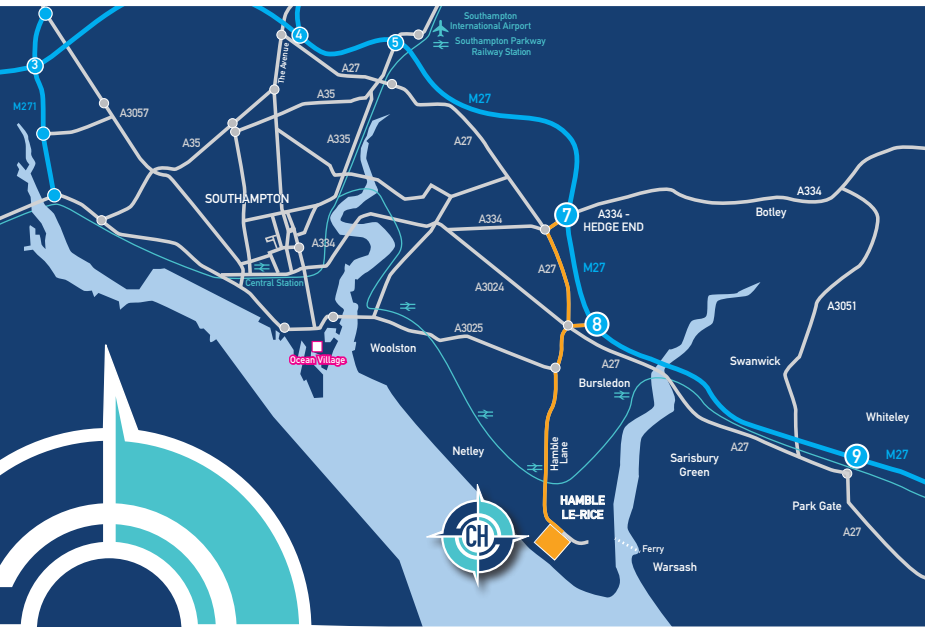 Southampton
International Airport
Southampton Parkway
Railway Station
4
5
3
The Avenue
A27
M27
A35
M271
A3057
A35
A335
A27
SOUTHAMPTON
A334
A334
7
A334 -
HEDGE END
Botley
A334
A27
M27
Central Station
A3024
A3051
8
A3025
Ocean Village
Woolston
A27
Swanwick
Bursledon
Whiteley
Hamble
Lane
Netley
A27
9
M27
Sarisbury
Green
HAMBLE
LE-RICE
Park Gate
CH
A27
Ferry
Warsash